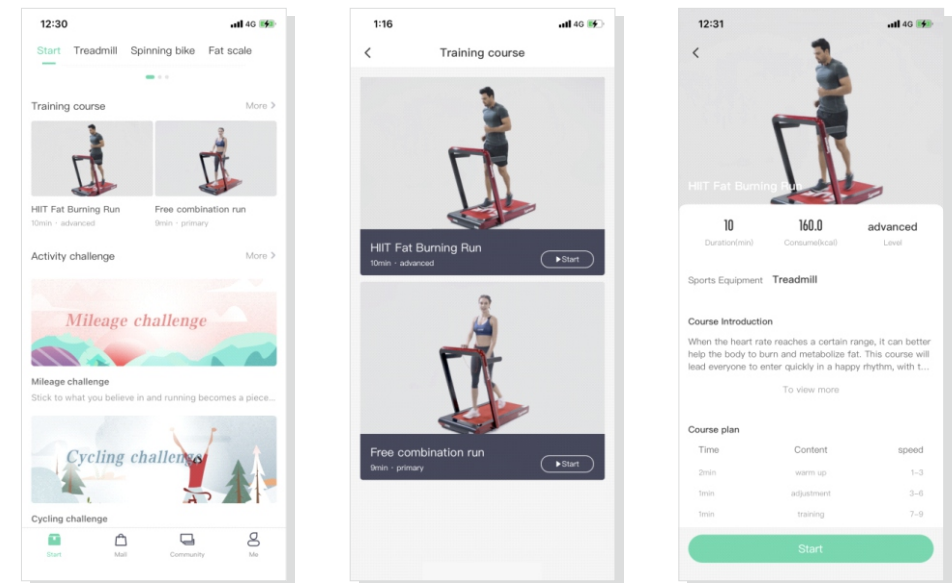 12:30
4G
Start Treadmill Spinning bike Fat scale
Training course More >
HIIT Fat Burning Run Free combination run
10min - advanced 9min - primary
Activity challenge More >
Mileage challenge
Mileage challenge
Stick to what you believe in and running becomes a piece...
Cycling challenge
Cycling challenge
Start Mall Community Me
1:16
4G
Training course
HIIT Fat Burning Run
10min - advanced
Start
Free combination run
9min - primary
Start
12:31
4G
HIIT Fat Burning Run
10 160.0 advanced
Duration(min) Consume(kcal) Level
Sports Equipment Treadmill
Course Introduction
When the heart rate reaches a certain range, it can better
help the body to burn and metabolize fat. This course will
lead everyone to enter quickly in a happy rhythm, with t...
To view more
Course plan
Time Content speed
2min warm up 1-3
1min adjustment 3-6
1min training 7-9
Start